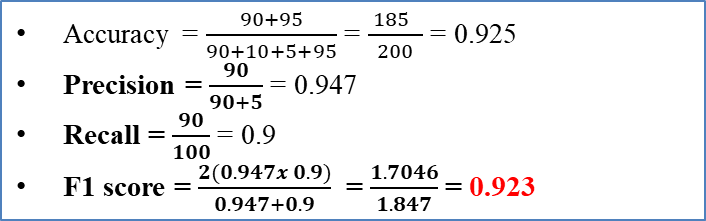 • Accuracy = 90+95 / 90+10+5+95 = 185 / 200 = 0.925
• Precision = 90 / 90+5 = 0.947
• Recall = 90 / 100 = 0.9
• F1 score = 2(0.947x 0.9) / 0.947+0.9 = 1.7046 / 1.847 = 0.923